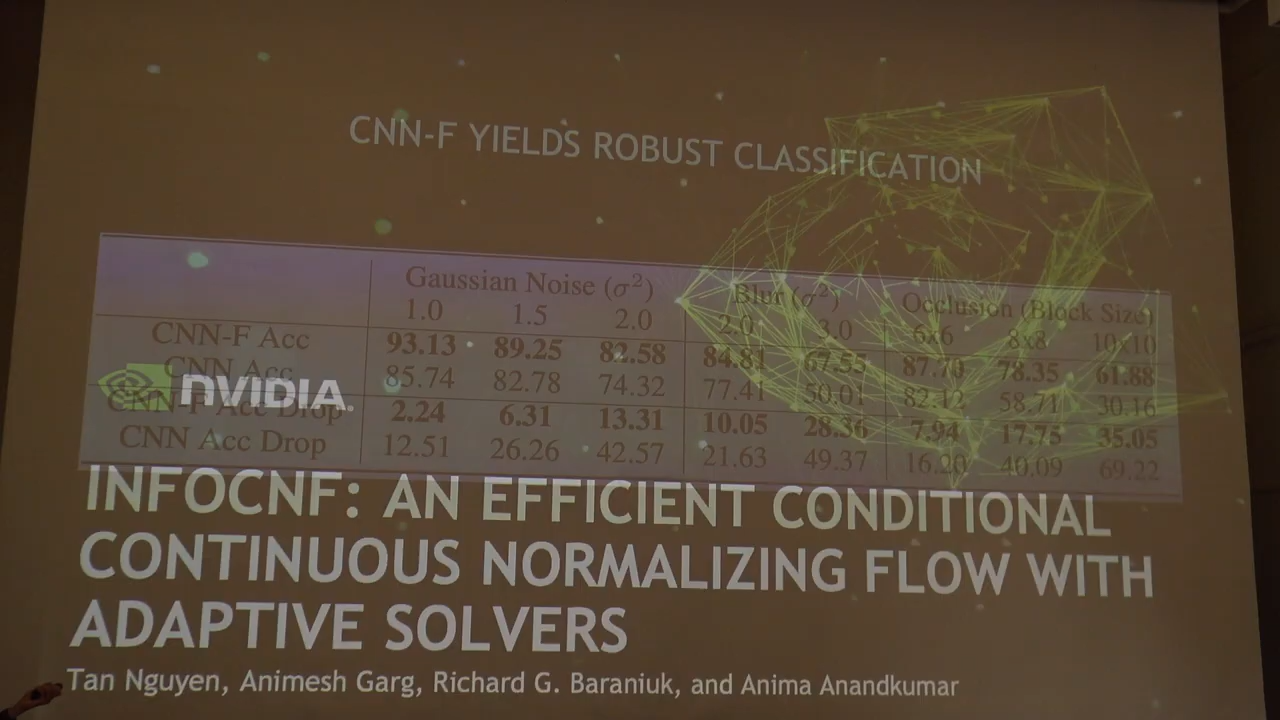 CNN-F YIELDS ROBUST CLASSIFICATION
Gaussian Noise (σ²) Blur (σ²) Occlusion (Block Size)
1.0 1.5 2.0 2.0 3.0 6x6 8x8 10x10
CNN-F Acc 93.13 89.25 82.58 84.81 67.55 87.70 78.35 61.88
CNN Acc 85.74 82.78 74.32 77.41 50.01 82.12 58.71 30.16
CNN-F Acc Drop 2.24 6.31 13.31 10.05 28.36 7.94 17.75 35.05
CNN Acc Drop 12.51 26.26 42.57 21.63 49.37 16.20 40.09 69.22
NVIDIA.
INFOCNF: AN EFFICIENT CONDITIONAL
CONTINUOUS NORMALIZING FLOW WITH
ADAPTIVE SOLVERS
Tan Nguyen, Animesh Garg, Richard G. Baraniuk, and Anima Anandkumar